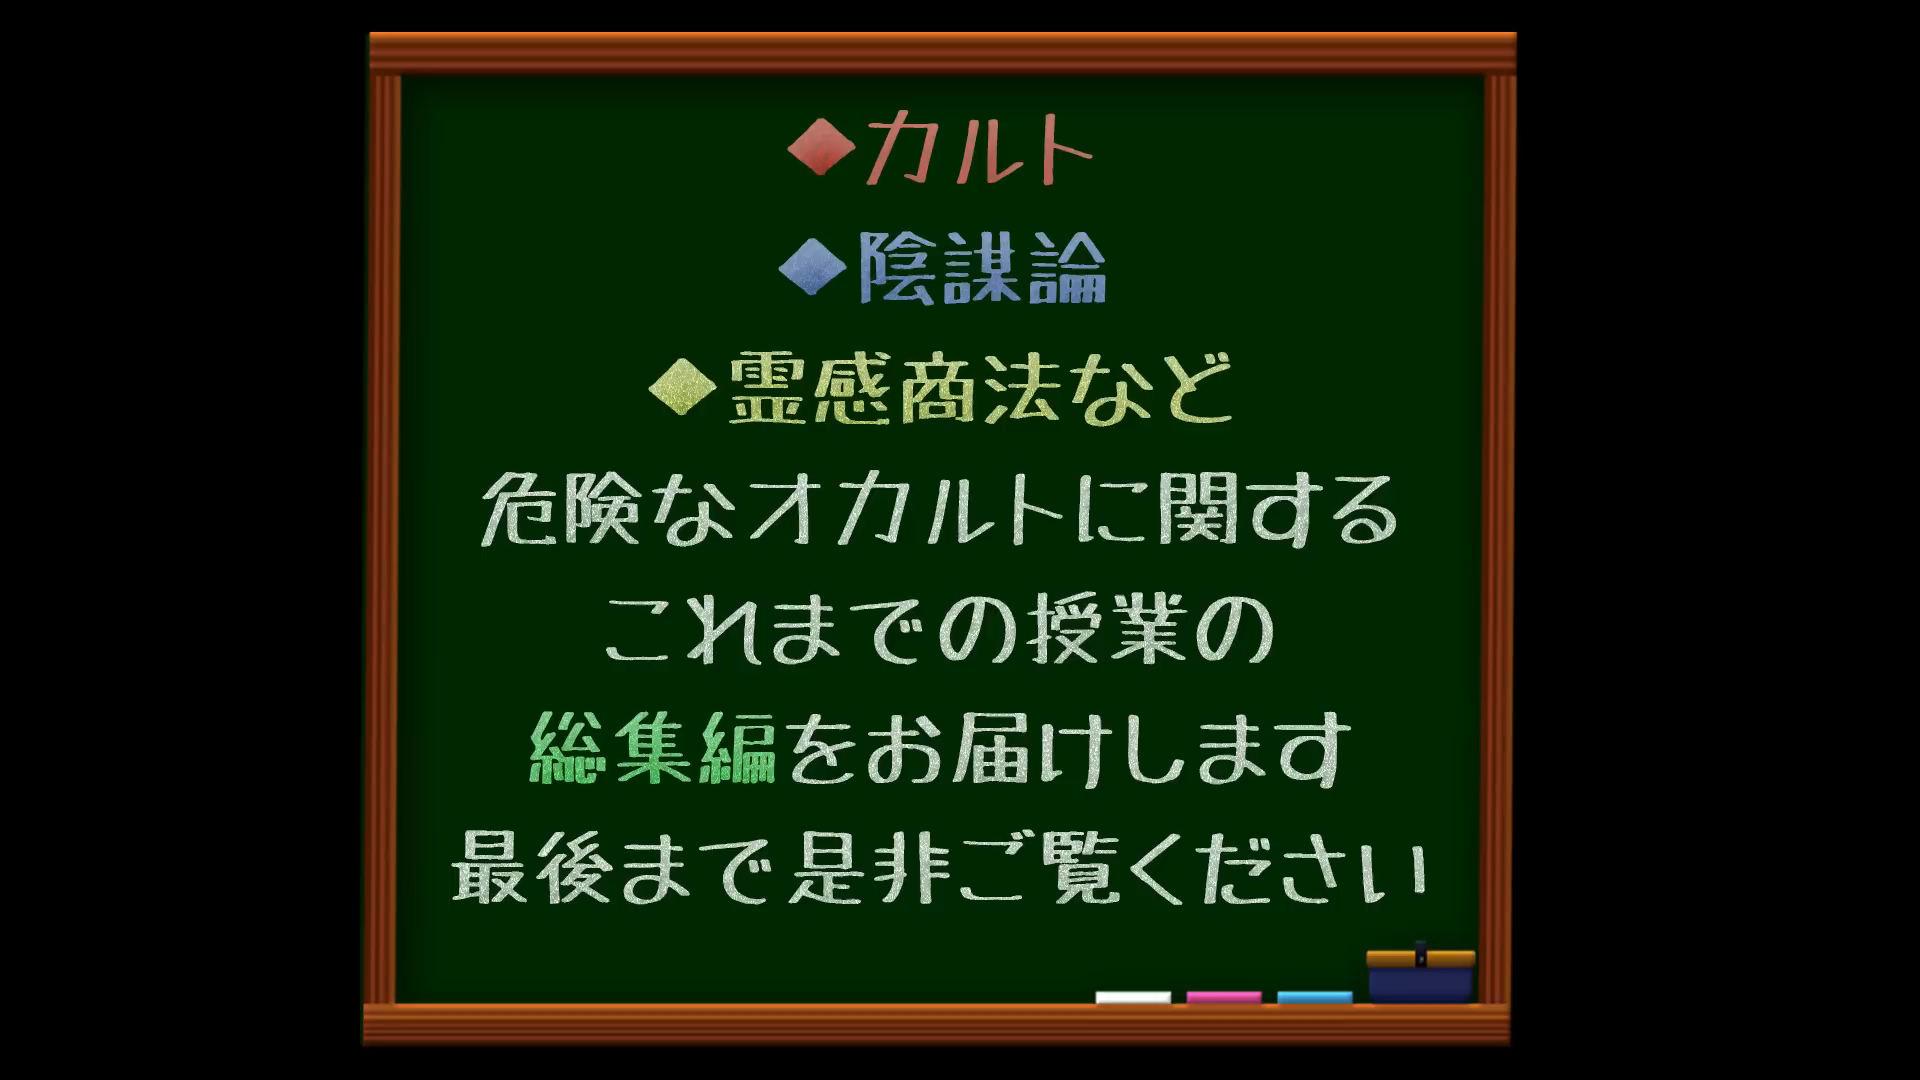 ◆カルト
◆陰謀論
◆霊感商法など
危険なオカルトに関する
これまでの授業の
総集編をお届けします
最後まで是非ご覧ください